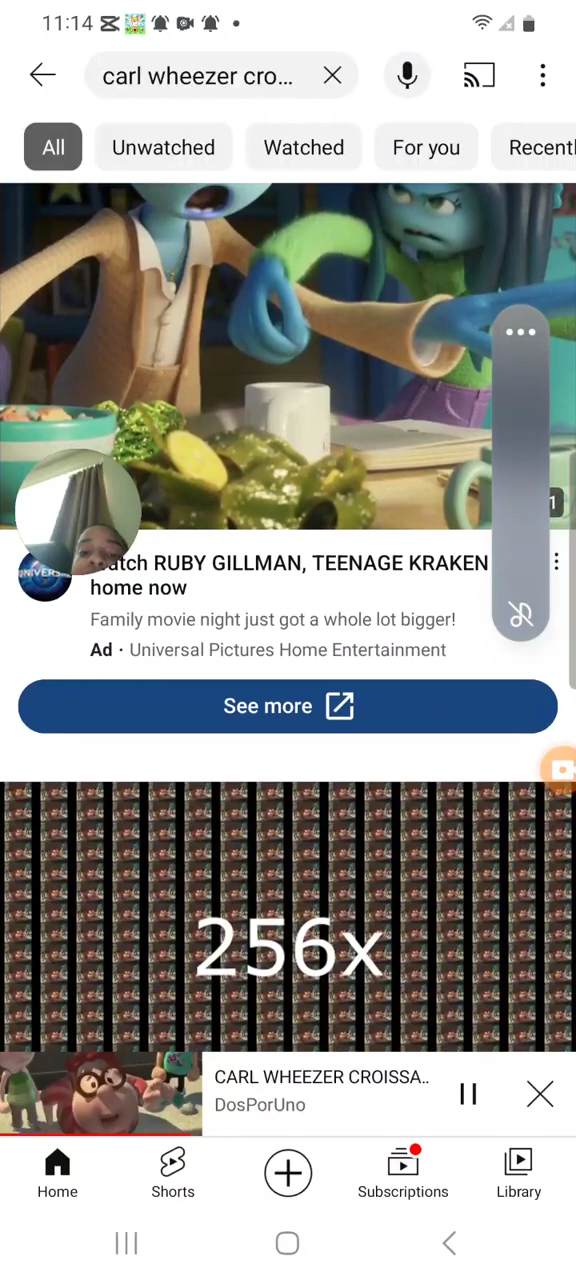 11:14
carl wheezer cro...
All
Unwatched
Watched
For you
Recentl
1
atch RUBY GILLMAN, TEENAGE KRAKEN
home now
UNIVERS
Family movie night just got a whole lot bigger!
Ad · Universal Pictures Home Entertainment
See more
256x
CARL WHEEZER CROISSA..
DosPorUno
Home
Shorts
Subscriptions
Library